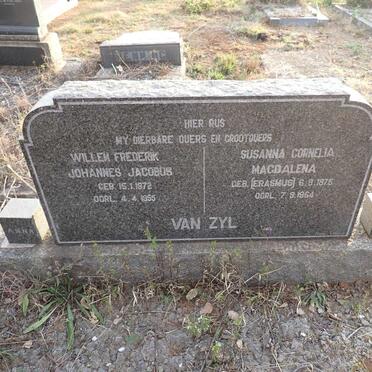 HIER RUS
MY DIERBARE OUERS EN GROOTOUERS
WILLEM FREDERIK
JOHANNES JACOBUS
GEB. 15.1.1872
OORL. 4.4.1955
SUSANNA CORNELIA
MAGDALENA
GEB. (ERASMUS) 6.9.1875
OORL. 7.9.1964
VAN ZYL